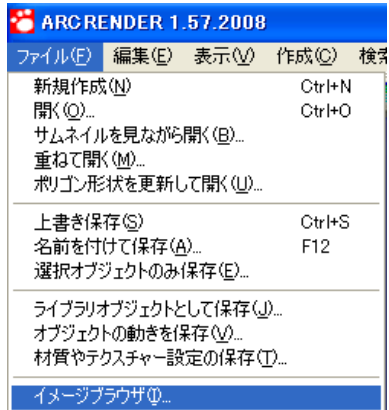 ARCRENDER 1.57.2008
ファイル(F) 編集(E) 表示(V) 作成(C) 検索
新規作成(N) Ctrl+N
開く(O)... Ctrl+O
サムネイルを見ながら開く(B)...
重ねて開く(M)...
ポリゴン形状を更新して開く(U)...
上書き保存(S) Ctrl+S
名前を付けて保存(A)... F12
選択オブジェクトのみ保存(E)...
ライブラリオブジェクトとして保存(J)...
オブジェクトの動きを保存(V)...
材質やテクスチャー設定の保存(T)...
イメージブラウザ(I)...